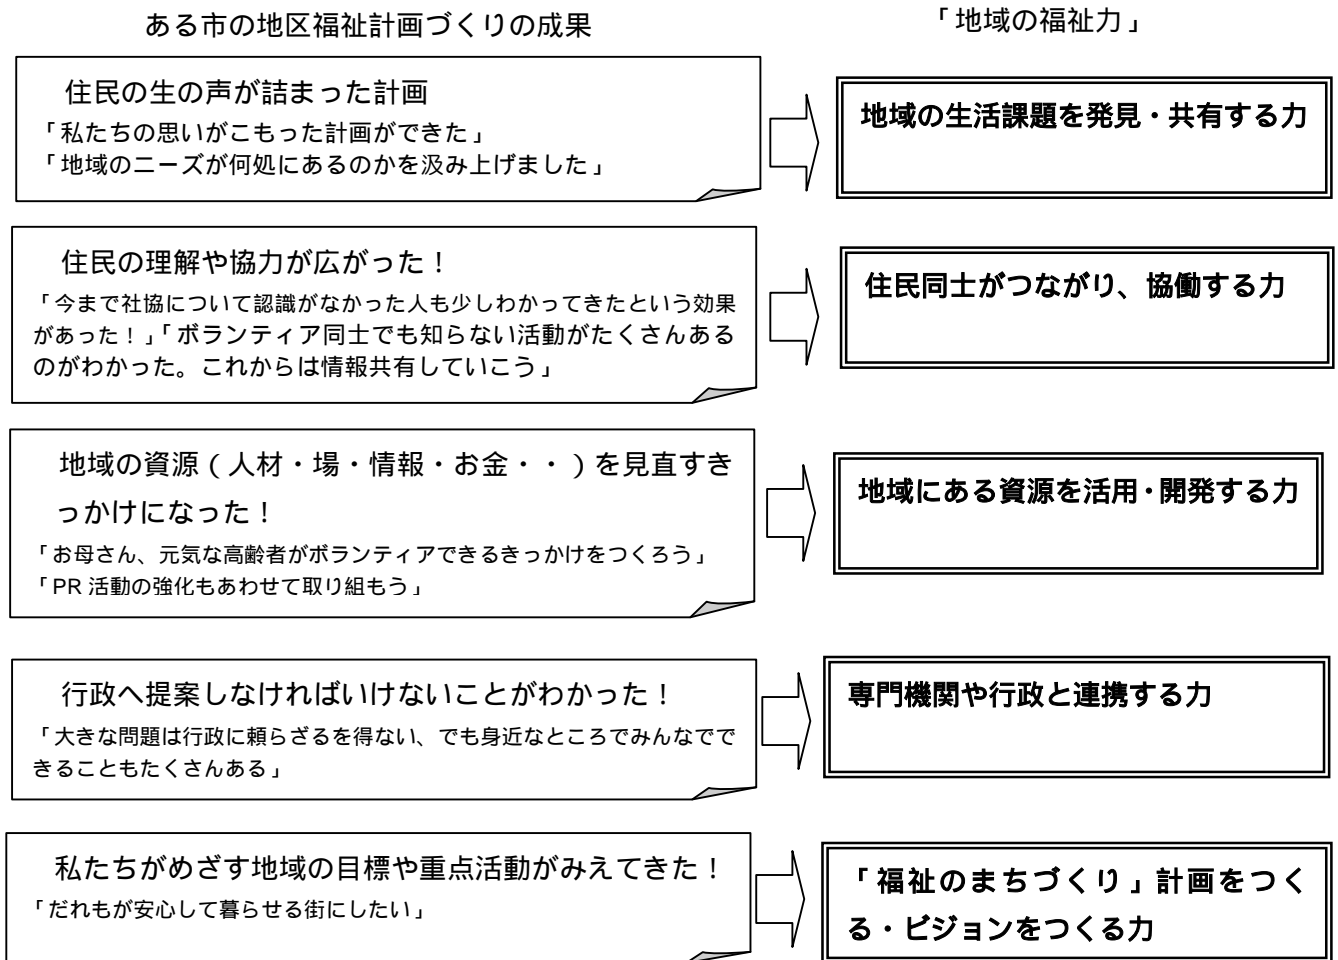 ある市の地区福祉計画づくりの成果
「地域の福祉力」
住民の生の声が詰まった計画
「私たちの思いがこもった計画ができた」
「地域のニーズが何処にあるのかを汲み上げました」
地域の生活課題を発見・共有する力
住民の理解や協力が広がった！
「今まで社協について認識がなかった人も少しわかってきたという効果
があった！」「ボランティア同士でも知らない活動がたくさんある
のがわかった。これからは情報共有していこう」
住民同士がつながり、協働する力
地域の資源（人材・場・情報・お金・・）を見直すき
っかけになった！
「お母さん、元気な高齢者がボランティアできるきっかけをつくろう」
「PR 活動の強化もあわせて取り組もう」
地域にある資源を活用・開発する力
行政へ提案しなければいけないことがわかった！
「大きな問題は行政に頼らざるを得ない、でも身近なところでみんなでで
きることもたくさんある」
専門機関や行政と連携する力
私たちがめざす地域の目標や重点活動がみえてきた！
「だれもが安心して暮らせる街にしたい」
「福祉のまちづくり」計画をつく
る・ビジョンをつくる力